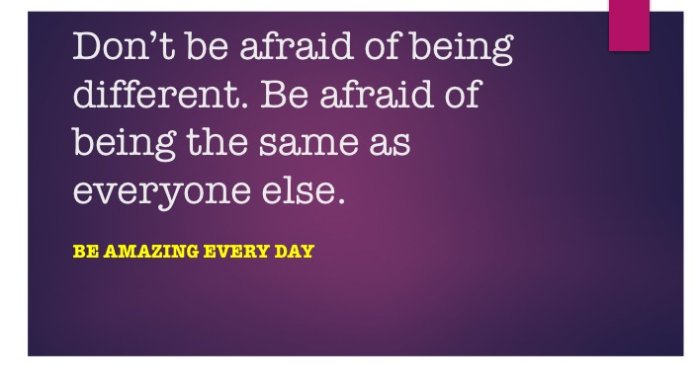 Don’t be afraid of being
different. Be afraid of
being the same as
everyone else.
BE AMAZING EVERY DAY